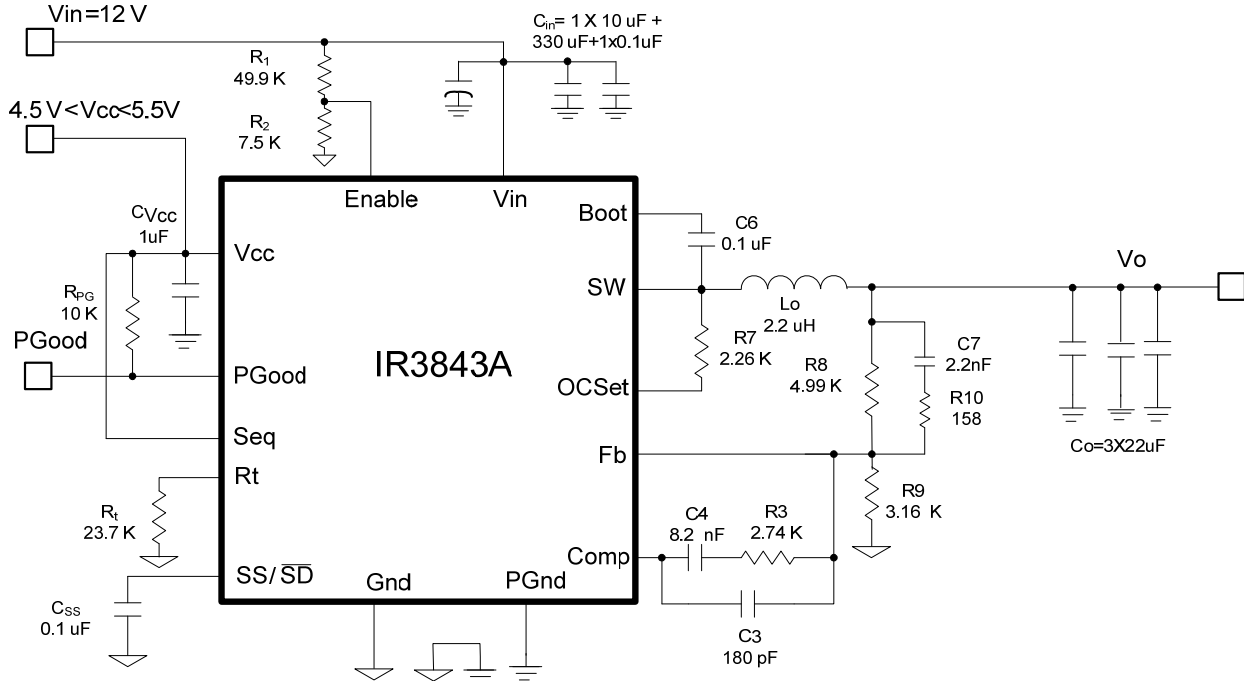 Vin=12 V
Cin= 1 X 10 uF +
330 uF+1x0.1uF
R1
49.9 K
4.5 V<Vcc<5.5V
R2
7.5 K
Enable
Vin
CVcc
1uF
Boot
C6
0.1 uF
Vcc
Vo
SW
RPG
10 K
Lo
2.2 uH
PGood
R7
2.26 K
C7
2.2nF
R8
4.99 K
IR3843A
PGood
OCSet
R10
158
Seq
Fb
Co=3X22uF
Rt
R9
3.16 K
Rt
23.7 K
C4
8.2 nF
R3
2.74 K
Comp
SS/SD
Gnd
PGnd
CSS
0.1 uF
C3
180 pF